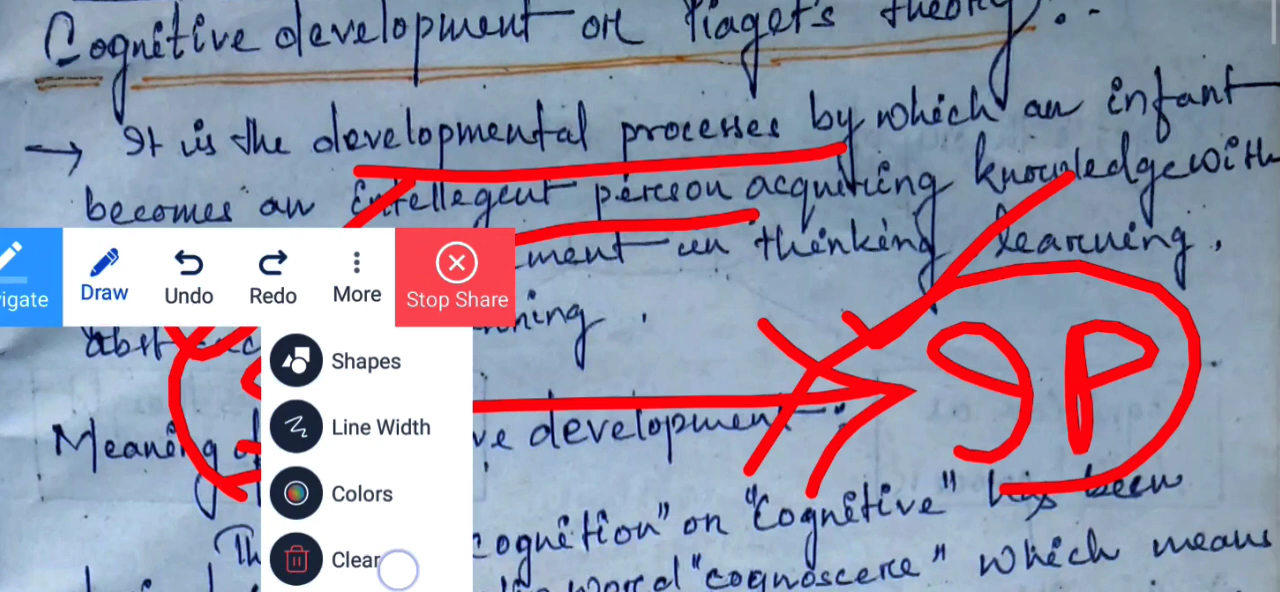 Cognitive development or Piaget's theory :-
→ It is the developmental processes by which an infant
becomes an intellegent person acquiring knowledge with
ment in thinking learning,
abst
Meaning development :
cognition" or "cognitive" has been
word "cognoscere" which means
9P
igate
Draw
Undo
Redo
More
Stop Share
Shapes
Line Width
Colors
Clear